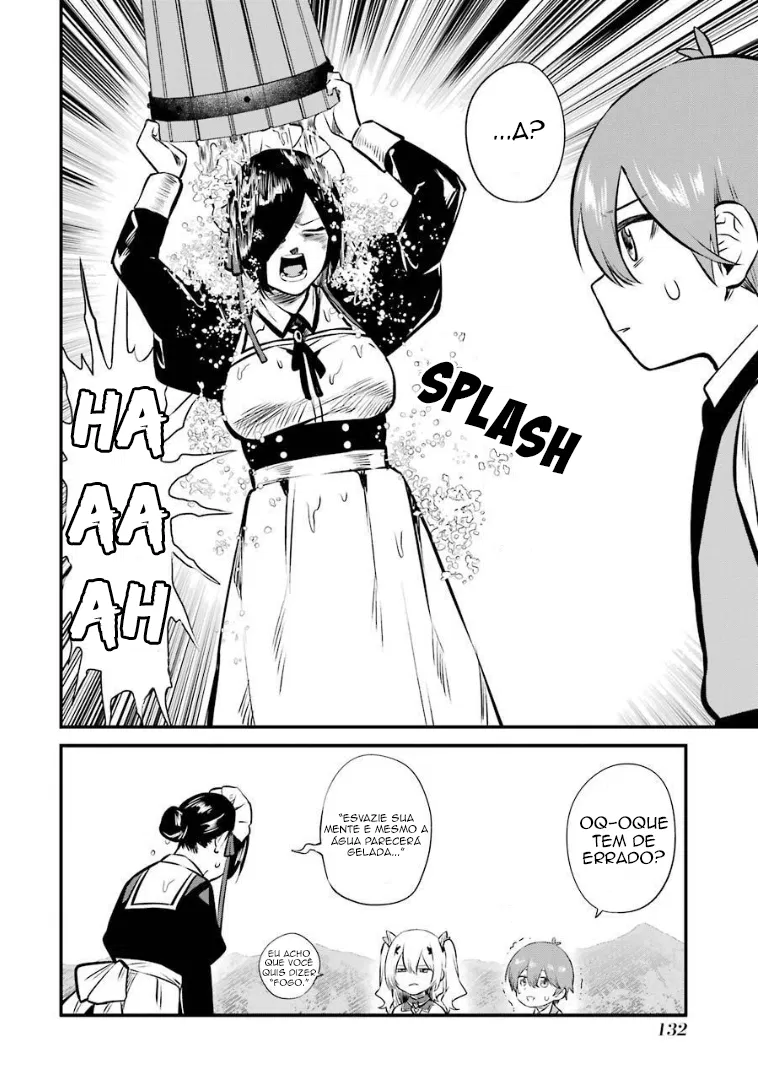 ...A?
SPLASH
HA
AA
AH
OQ-OQUE
TEM DE
ERRADO?
"ESVAZIE SUA
MENTE E MESMO A
ÁGUA PARECERÁ
GELADA..."
EU ACHO
QUE VOCÊ
QUIS DIZER
"FOGO."
132